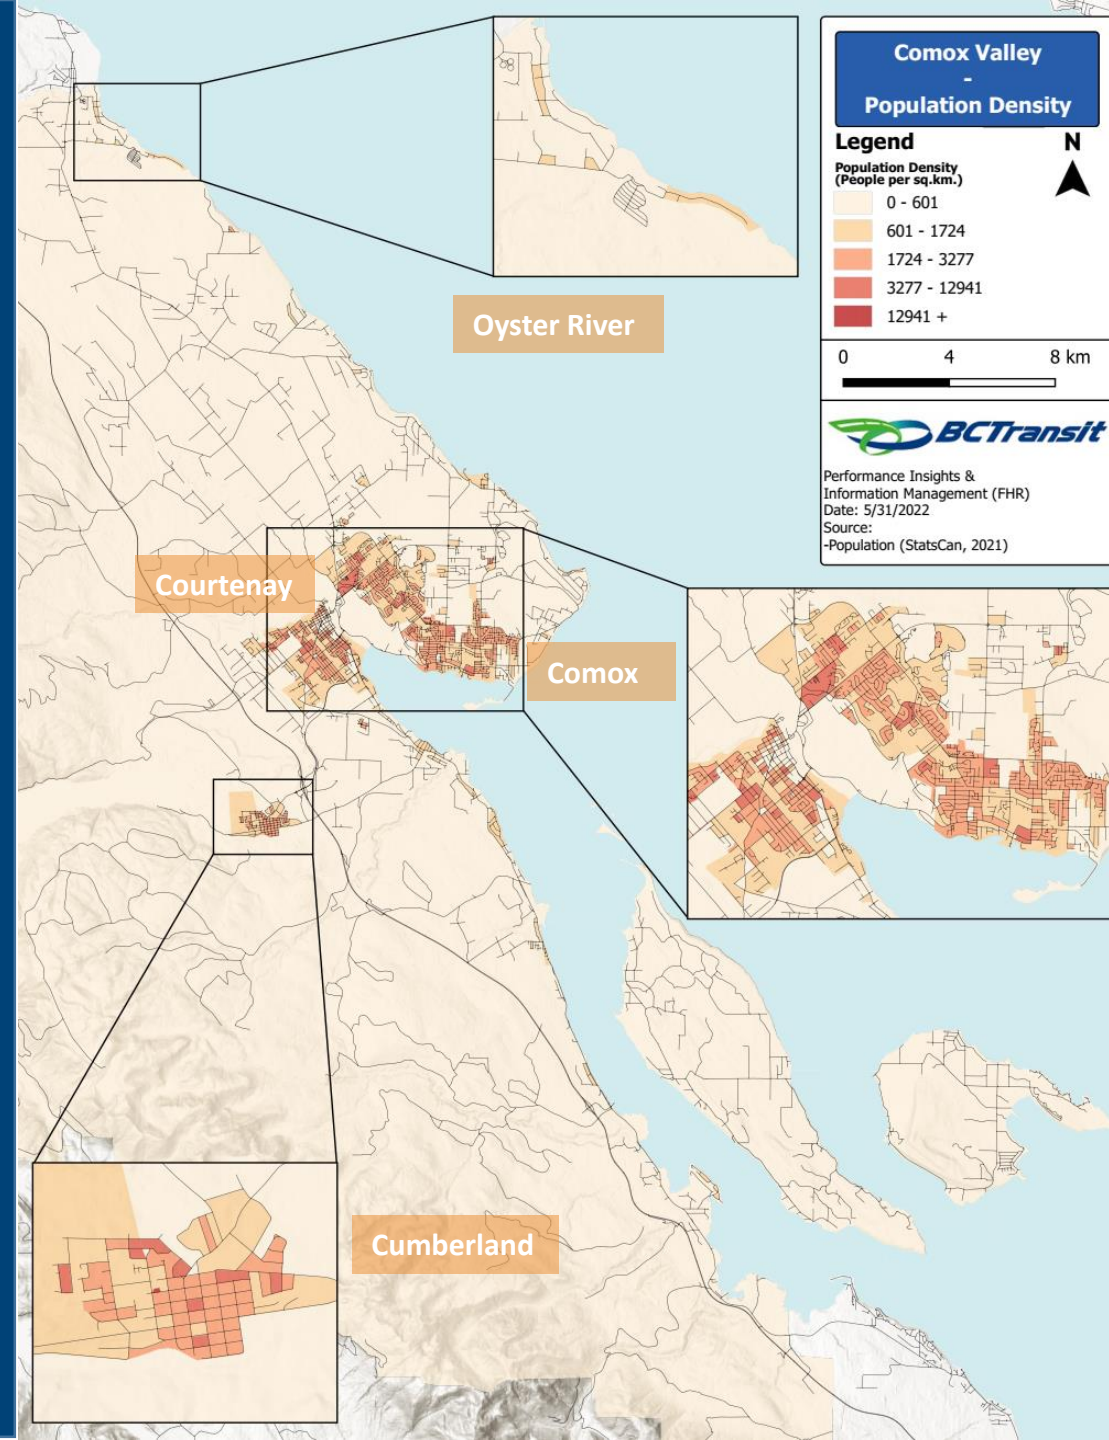 Comox Valley
-
Population Density
Legend
N
Population Density
(People per sq.km.)
0 - 601
601 - 1724
1724 - 3277
3277 - 12941
12941 +
0 4 8 km
BCTransit
Performance Insights &
Information Management (FHR)
Date: 5/31/2022
Source:
-Population (StatsCan, 2021)
Oyster River
Courtenay
Comox
Cumberland